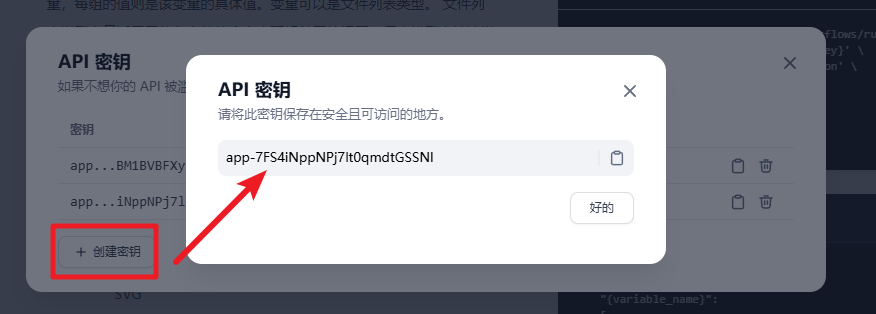 量，每组的值则是该变量的具体值。变量可以是文件列表类型。 文件列
flows/ru
API 密钥
ey}' \
如果不想你的 API 被滥
on' \
密钥
app...BM1BVBFXy
app...iNppNPj7l
+ 创建密钥
SVG
API 密钥
请将此密钥保存在安全且可访问的地方。
app-7FS4iNppNPj7lt0qmdtGSSNl
好的
"{variable_name}":
[